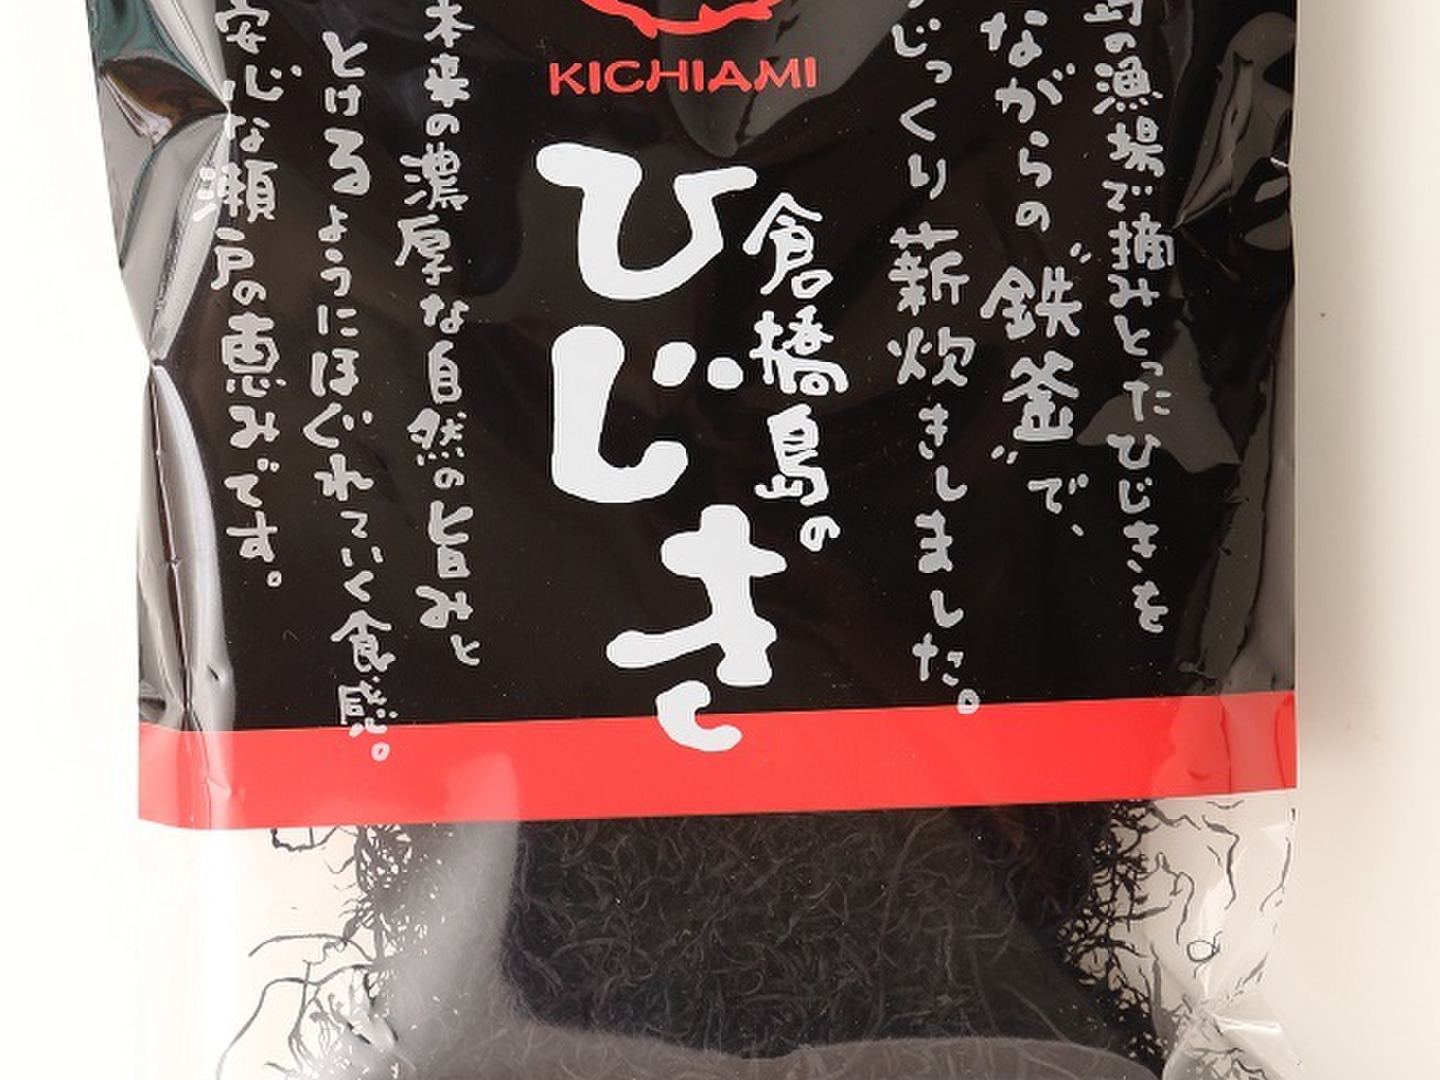 KICHIAMI
島の漁場で摘みとったひじきを
ながらの"鉄釜"で、
じっくり薪炊きしました。
倉橋島の
ひじき
本来の濃厚な自然の旨みと
とけるようにほぐれていく食感。
安心な瀬戸の恵みです。